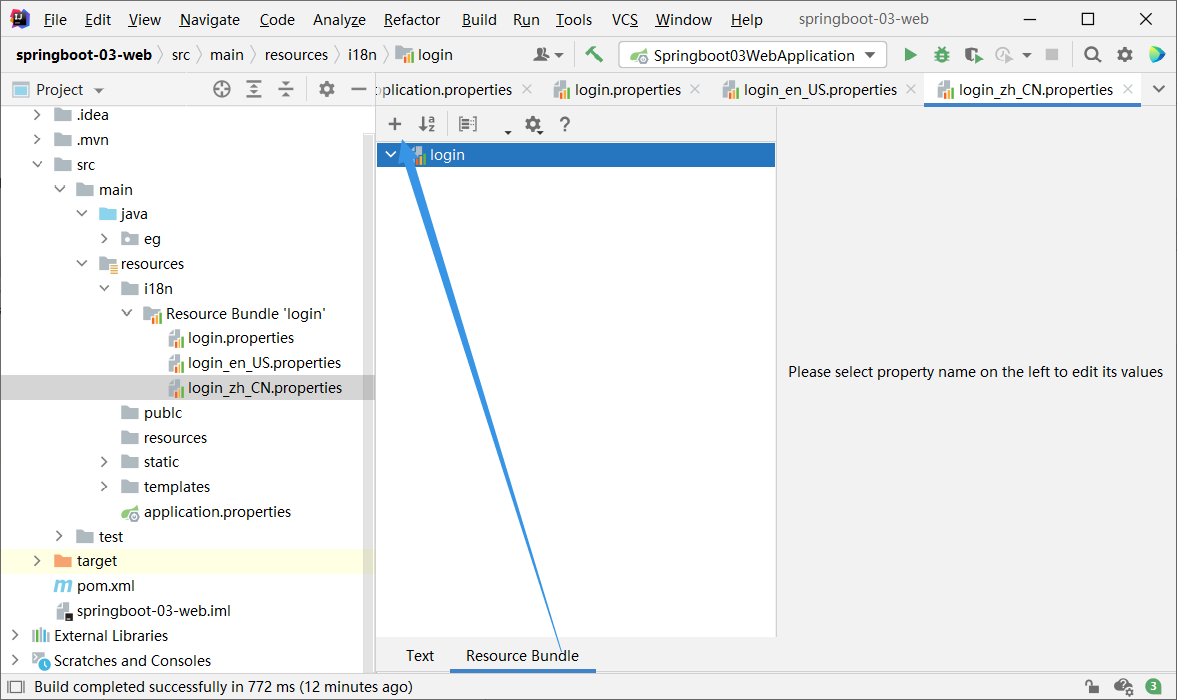 File Edit View Navigate Code Analyze Refactor Build Run Tools VCS Window Help springboot-03-web
springboot-03-web src main resources i18n login Springboot03WebApplication
Project
pplication.properties login.properties login_en_US.properties login_zh_CN.properties
.idea
.mvn
src
main
java
eg
resources
i18n
Resource Bundle 'login'
login.properties
login_en_US.properties
login_zh_CN.properties
publc
resources
static
templates
application.properties
test
target
pom.xml
springboot-03-web.iml
External Libraries
Scratches and Consoles
login
Please select property name on the left to edit its values
Text Resource Bundle
Build completed successfully in 772 ms (12 minutes ago) 3